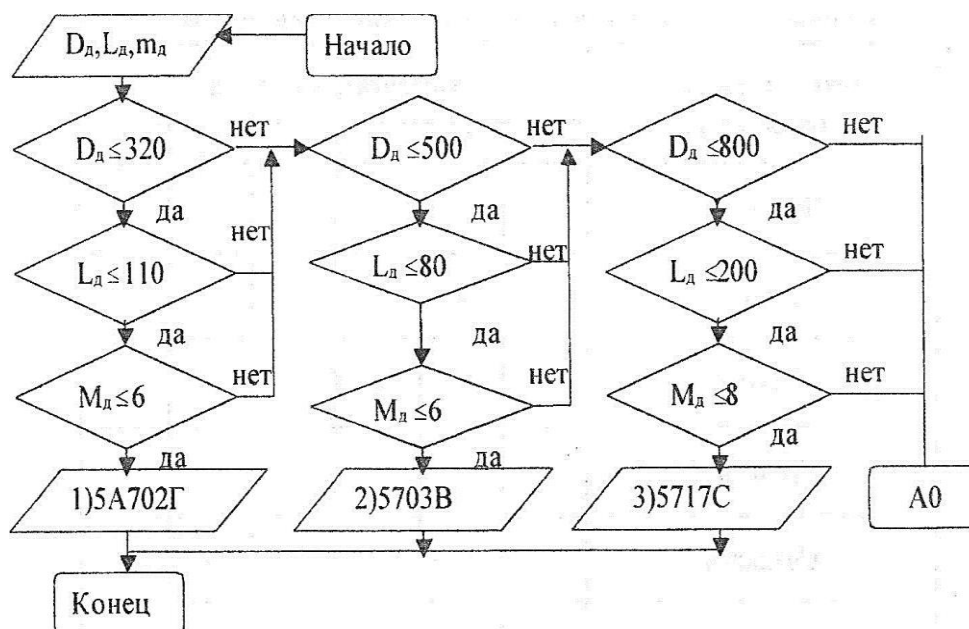 Dд,Lд,mд
Начало
Dд ≤320
нет
Dд ≤500
нет
Dд ≤800
нет
да
да
да
Lд ≤110
нет
Lд ≤80
нет
Lд ≤200
нет
да
да
да
Mд ≤6
нет
Mд ≤6
нет
Mд ≤8
нет
да
да
да
1)5А702Г
2)5703В
3)5717С
А0
Конец